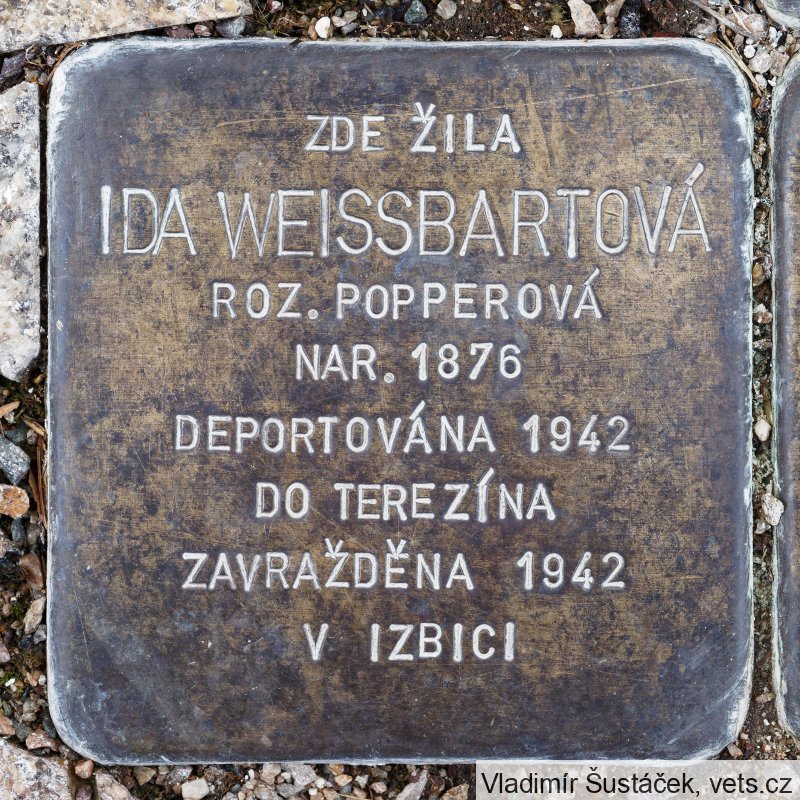 ZDE ŽILA
IDA WEISSBARTOVÁ
ROZ. POPPEROVÁ
NAR. 1876
DEPORTOVÁNA 1942
DO TEREZÍNA
ZAVRAŽDĚNA 1942
V IZBICI
Vladimír Šustáček, vets.cz